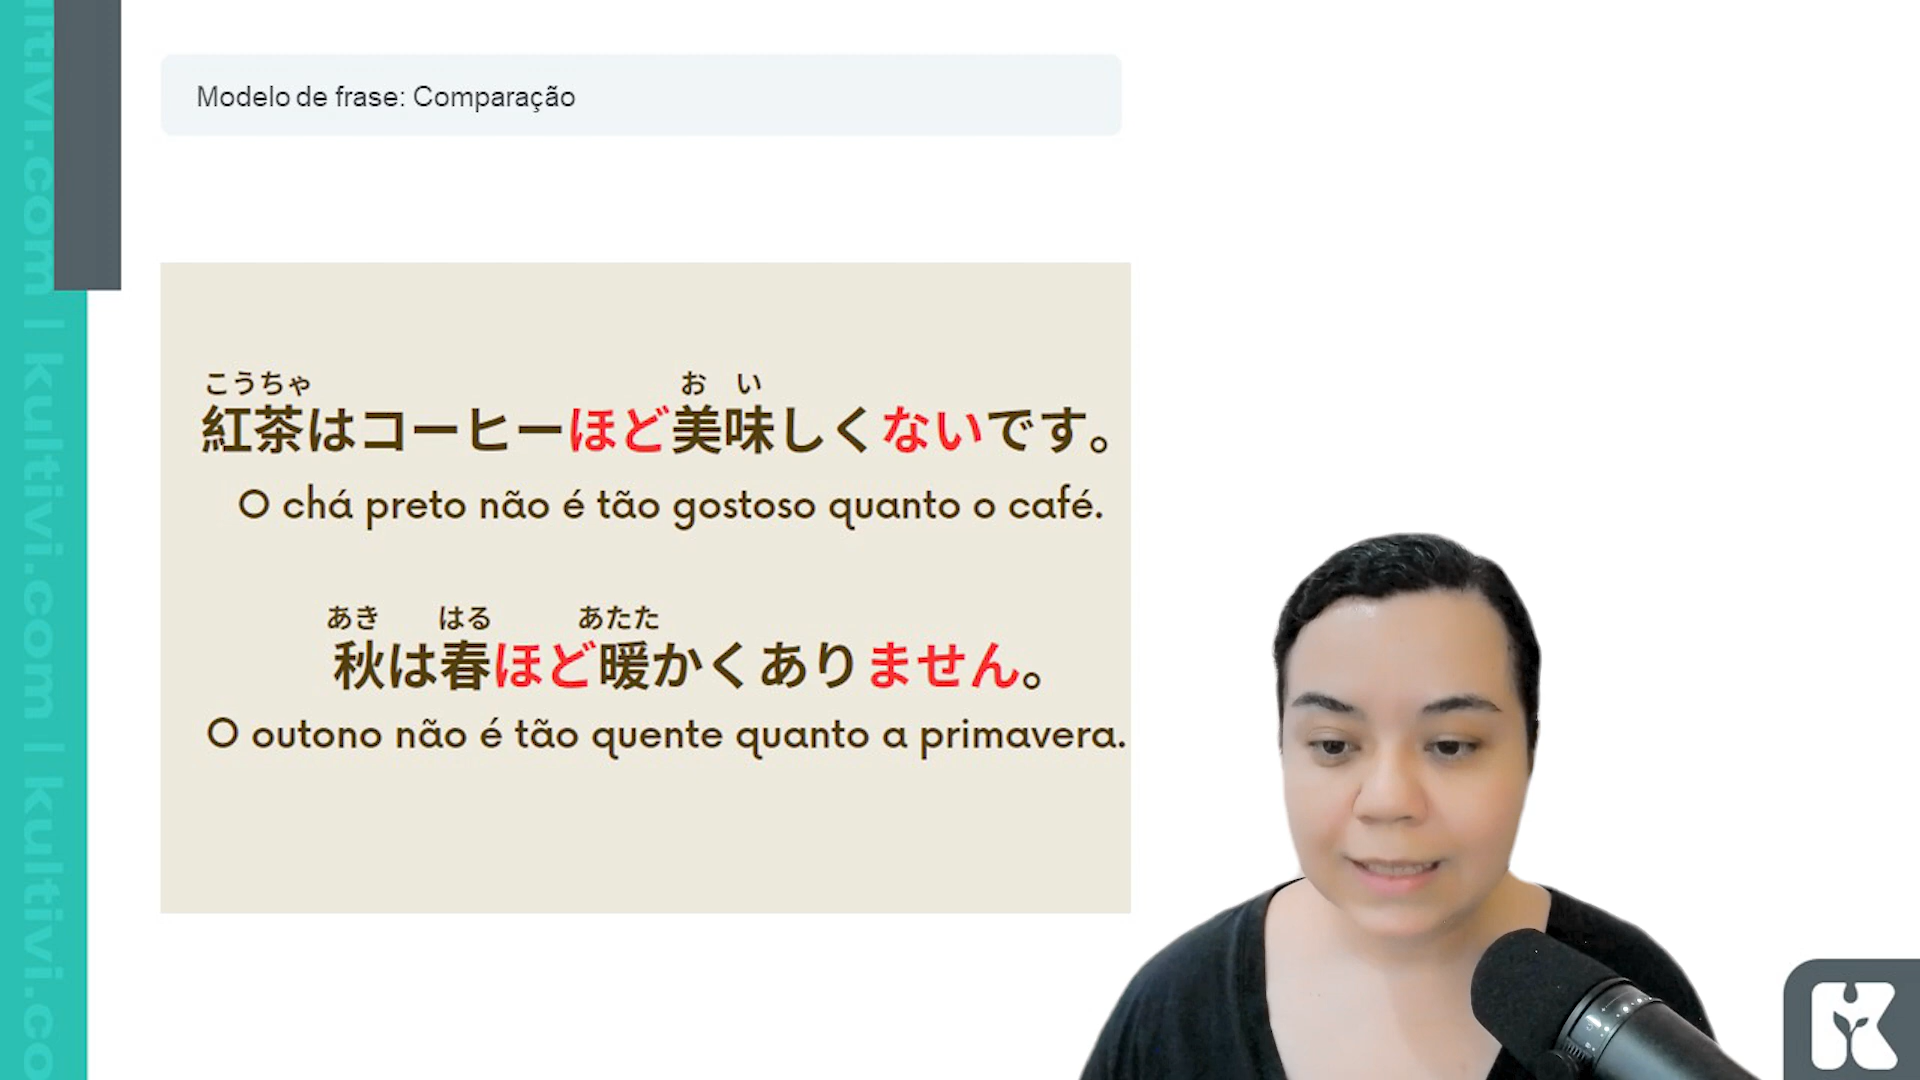 Modelo de frase: Comparação
こうちゃ お い
紅茶はコーヒーほど美味しくないです。
O chá preto não é tão gostoso quanto o café.
あき はる あたた
秋は春ほど暖かくありません。
O outono não é tão quente quanto a primavera.
ultivi.com | kultivi.com | kultivi.co